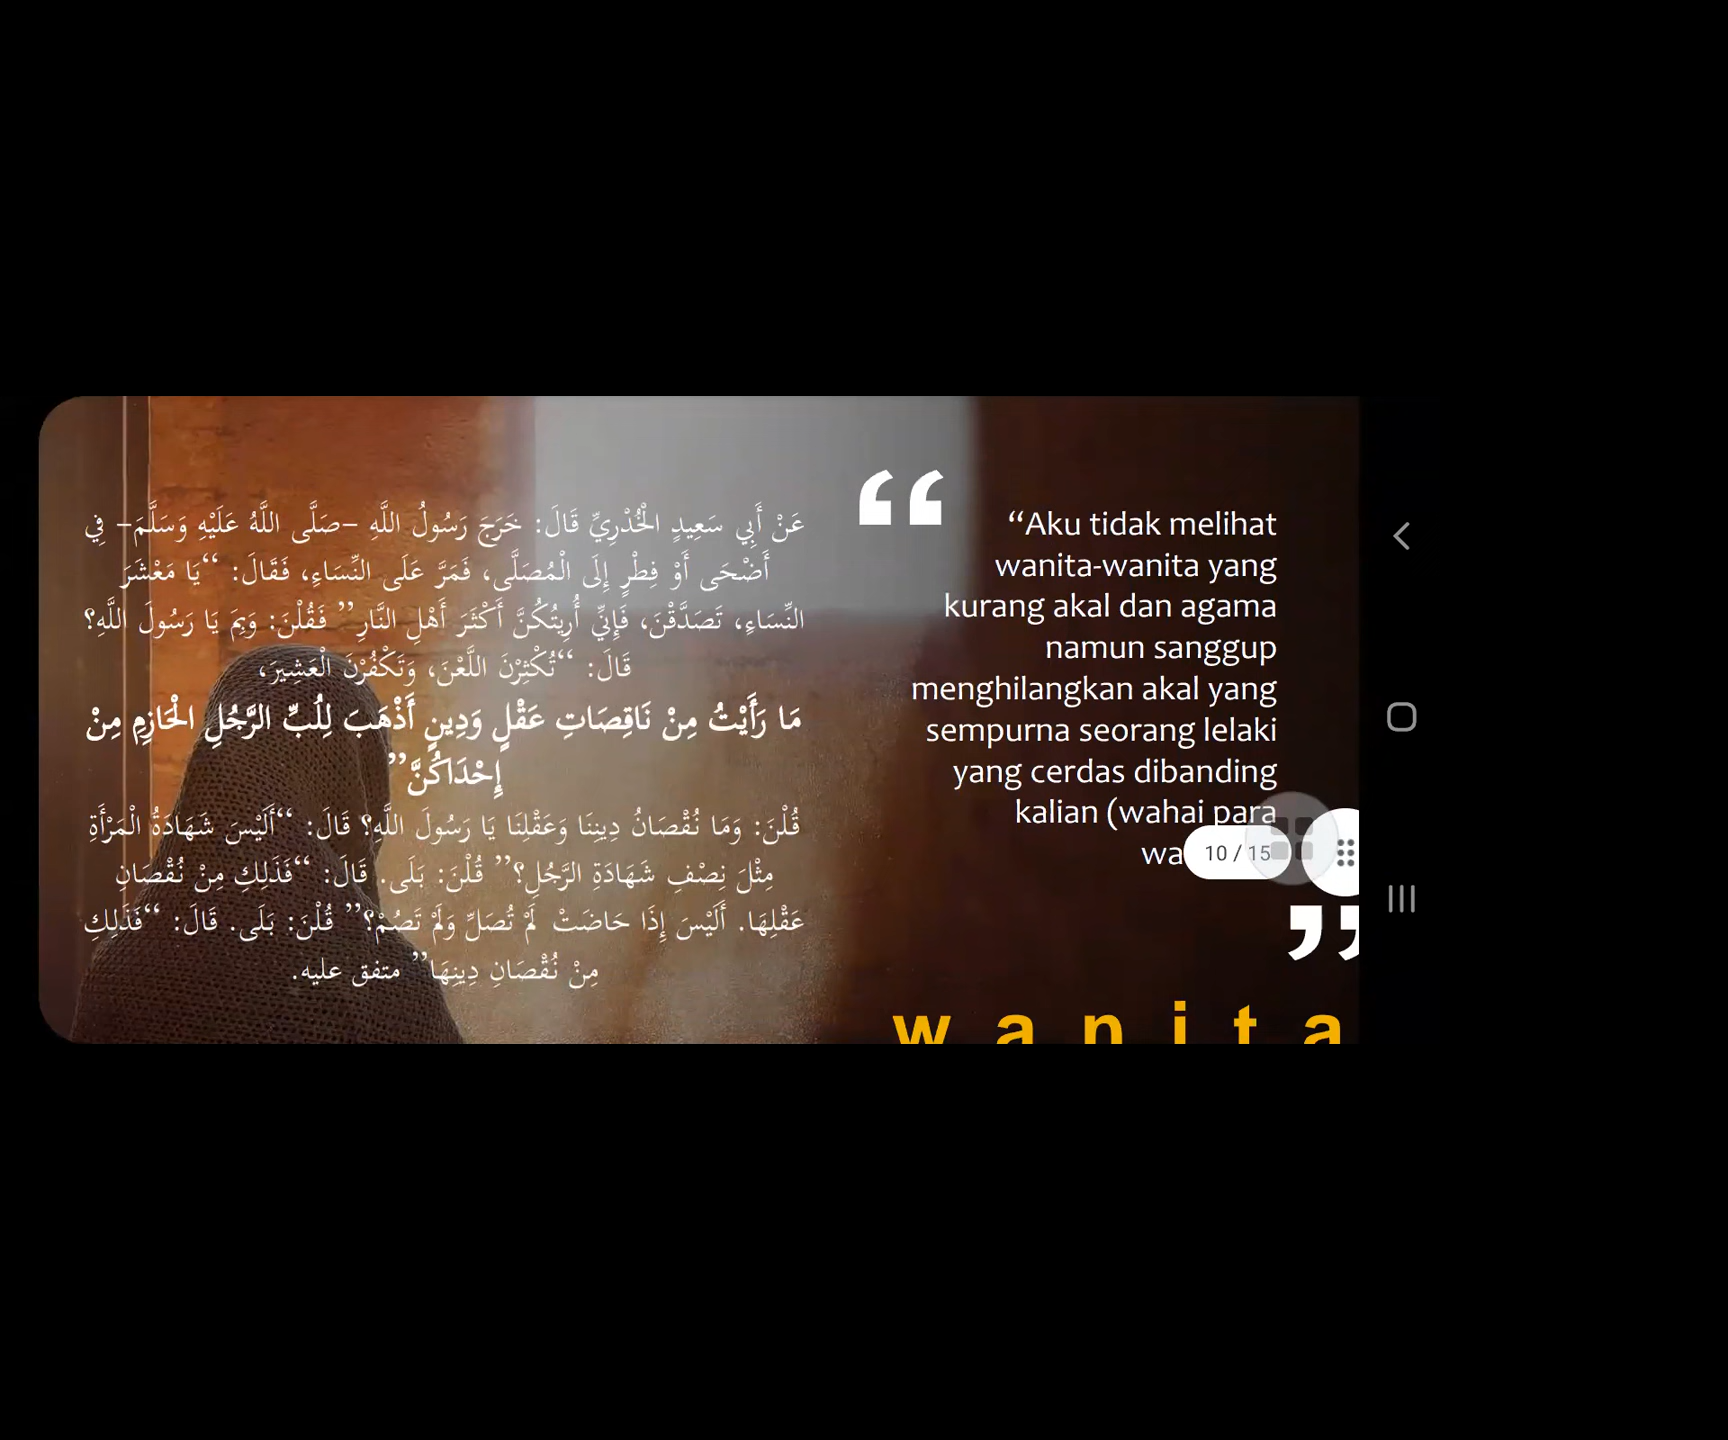 عَنْ أَبِي سَعِيدٍ الْخُدْرِيِّ قَالَ: خَرَجَ رَسُولُ اللَّهِ –صَلَّى اللَّهُ عَلَيْهِ وَسَلَّمَ– فِي
أَضْحَى أَوْ فِطْرٍ إِلَى الْمُصَلَّى، فَمَرَّ عَلَى النِّسَاءِ، فَقَالَ: “يَا مَعْشَرَ
النِّسَاءِ، تَصَدَّقْنَ، فَإِنِّي أُرِيتُكُنَّ أَكْثَرَ أَهْلِ النَّارِ” فَقُلْنَ: وَبِمَ يَا رَسُولَ اللَّهِ؟
قَالَ: “تُكْثِرْنَ اللَّعْنَ، وَتَكْفُرْنَ الْعَشِيرَ،
مَا رَأَيْتُ مِنْ نَاقِصَاتِ عَقْلٍ وَدِينٍ أَذْهَبَ لِلُبِّ الرَّجُلِ الْحَازِمِ مِنْ
إِحْدَاكُنَّ”
قُلْنَ: وَمَا نُقْصَانُ دِينِنَا وَعَقْلِنَا يَا رَسُولَ اللَّهِ؟ قَالَ: “أَلَيْسَ شَهَادَةُ الْمَرْأَةِ
مِثْلَ نِصْفِ شَهَادَةِ الرَّجُلِ؟” قُلْنَ: بَلَى. قَالَ: “فَذَلِكِ مِنْ نُقْصَانِ
عَقْلِهَا. أَلَيْسَ إِذَا حَاضَتْ لَمْ تُصَلِّ وَلَمْ تَصُمْ؟” قُلْنَ: بَلَى. قَالَ: “فَذَلِكِ
مِنْ نُقْصَانِ دِينِهَا” متفق عليه.
“Aku tidak melihat
wanita-wanita yang
kurang akal dan agama
namun sanggup
menghilangkan akal yang
sempurna seorang lelaki
yang cerdas dibanding
kalian (wahai para
10 / 15
wanita